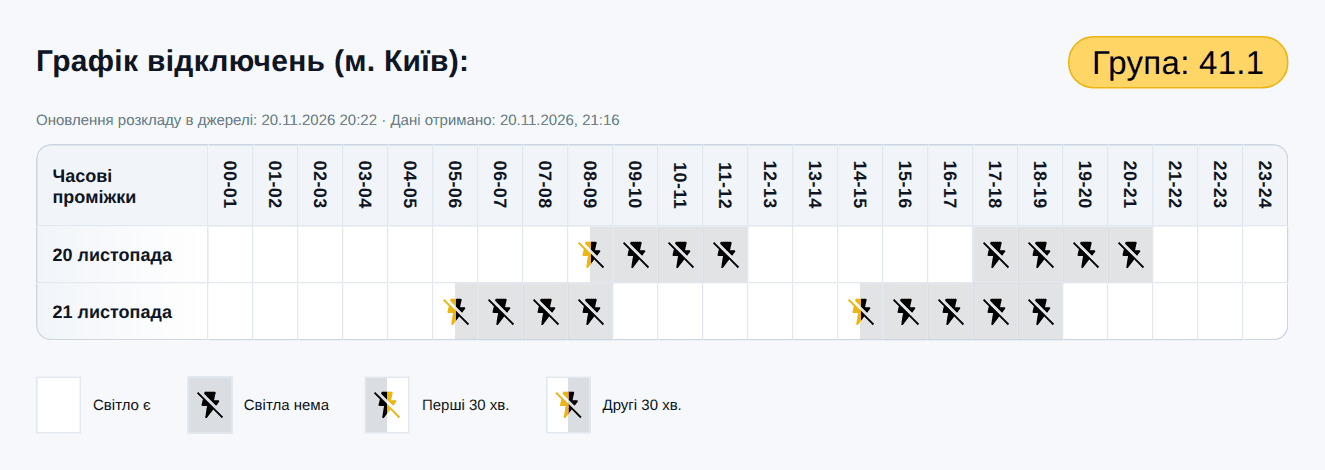 Графік відключень (м. Київ):
Група: 41.1
Оновлення розкладу в джерелі: 20.11.2026 20:22 · Дані отримано: 20.11.2026, 21:16
Часові
проміжки
00-01
01-02
02-03
03-04
04-05
05-06
06-07
07-08
08-09
09-10
10-11
11-12
12-13
13-14
14-15
15-16
16-17
17-18
18-19
19-20
20-21
21-22
22-23
23-24
20 листопада
21 листопада
Світло є
Світла нема
Перші 30 хв.
Другі 30 хв.